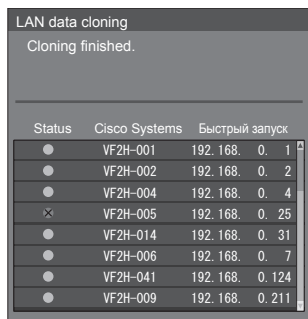 LAN data cloning
Cloning finished.
Status Cisco Systems Быстрый запуск
VF2H-001 192. 168. 0. 1
VF2H-002 192. 168. 0. 2
VF2H-004 192. 168. 0. 4
VF2H-005 192. 168. 0. 25
VF2H-014 192. 168. 0. 31
VF2H-006 192. 168. 0. 7
VF2H-041 192. 168. 0. 124
VF2H-009 192. 168. 0. 211